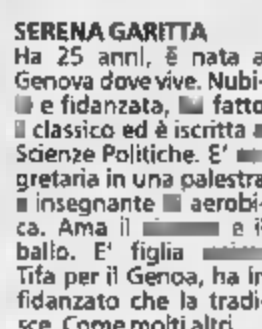 SERENA GARITTA
Ha 25 anni, è nata a
Genova dove vive. Nubi-
e fidanzata, fatto
classico ed è iscritta
Scienze Politiche. E'
gretaria in una palestra
insegnante aerobi-
ca. Ama il e i
ballo. E' figlia
Tifa per il Genoa, ha in
fidanzato che la tradi-
sce. Come molti altri